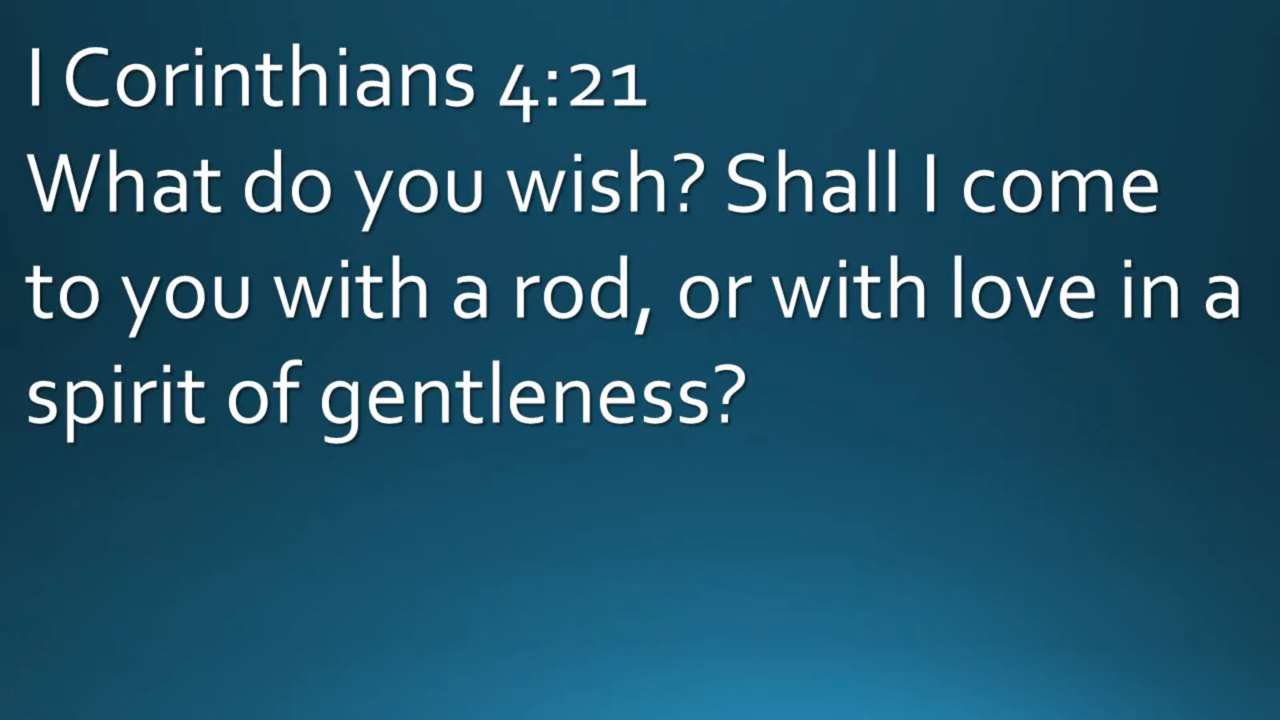 I Corinthians 4:21
What do you wish? Shall I come
to you with a rod, or with love in a
spirit of gentleness?